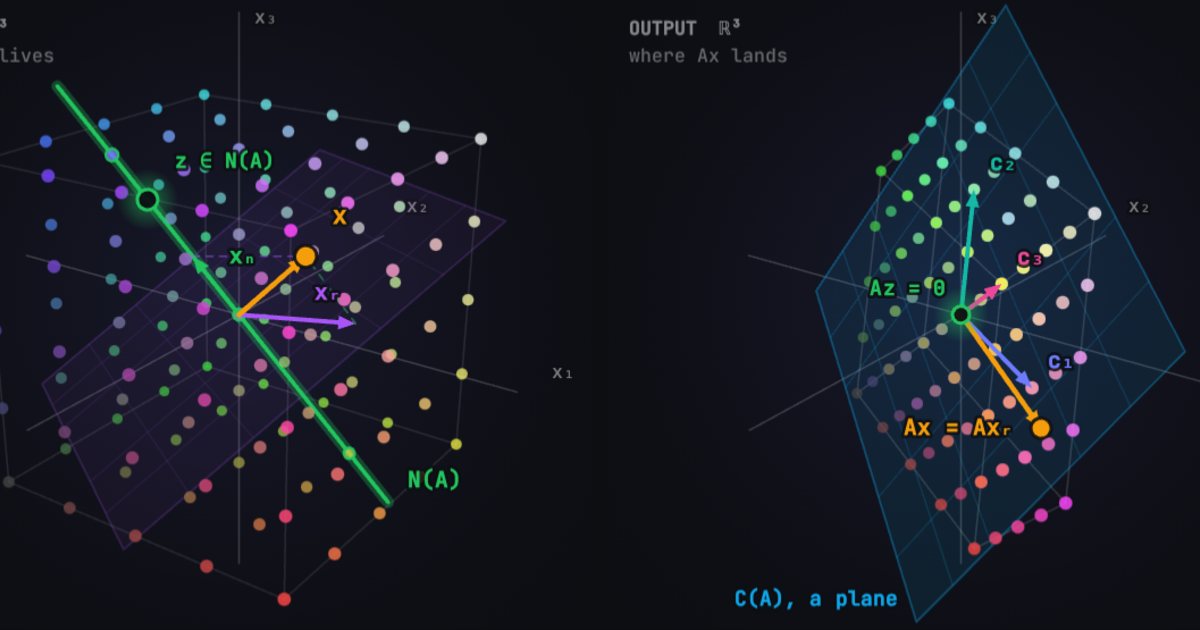 ³
lives
x₃
z ∈ N(A)
x
x₂
xₙ
xᵣ
x₁
N(A)
OUTPUT ℝ³
where Ax lands
x₃
c₂
x₂
c₃
Az = 0
c₁
Ax = Axᵣ
C(A), a plane